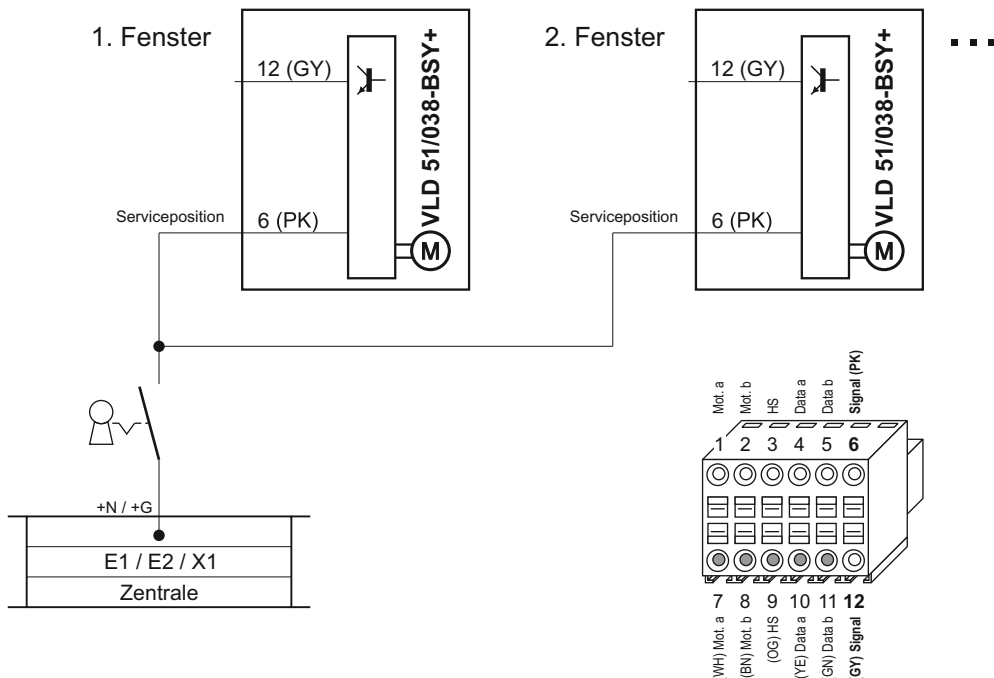 1. Fenster
12 (GY)
VLD 51/038-BSY+
Serviceposition
6 (PK)
M
2. Fenster
12 (GY)
VLD 51/038-BSY+
Serviceposition
6 (PK)
M
+N / +G
E1 / E2 / X1
Zentrale
Mot. a
Mot. b
HS
Data a
Data b
Signal (PK)
1 2 3 4 5 6
7 8 9 10 11 12
(WH) Mot. a
(BN) Mot. b
(OG) HS
(YE) Data a
(GN) Data b
(GY) Signal